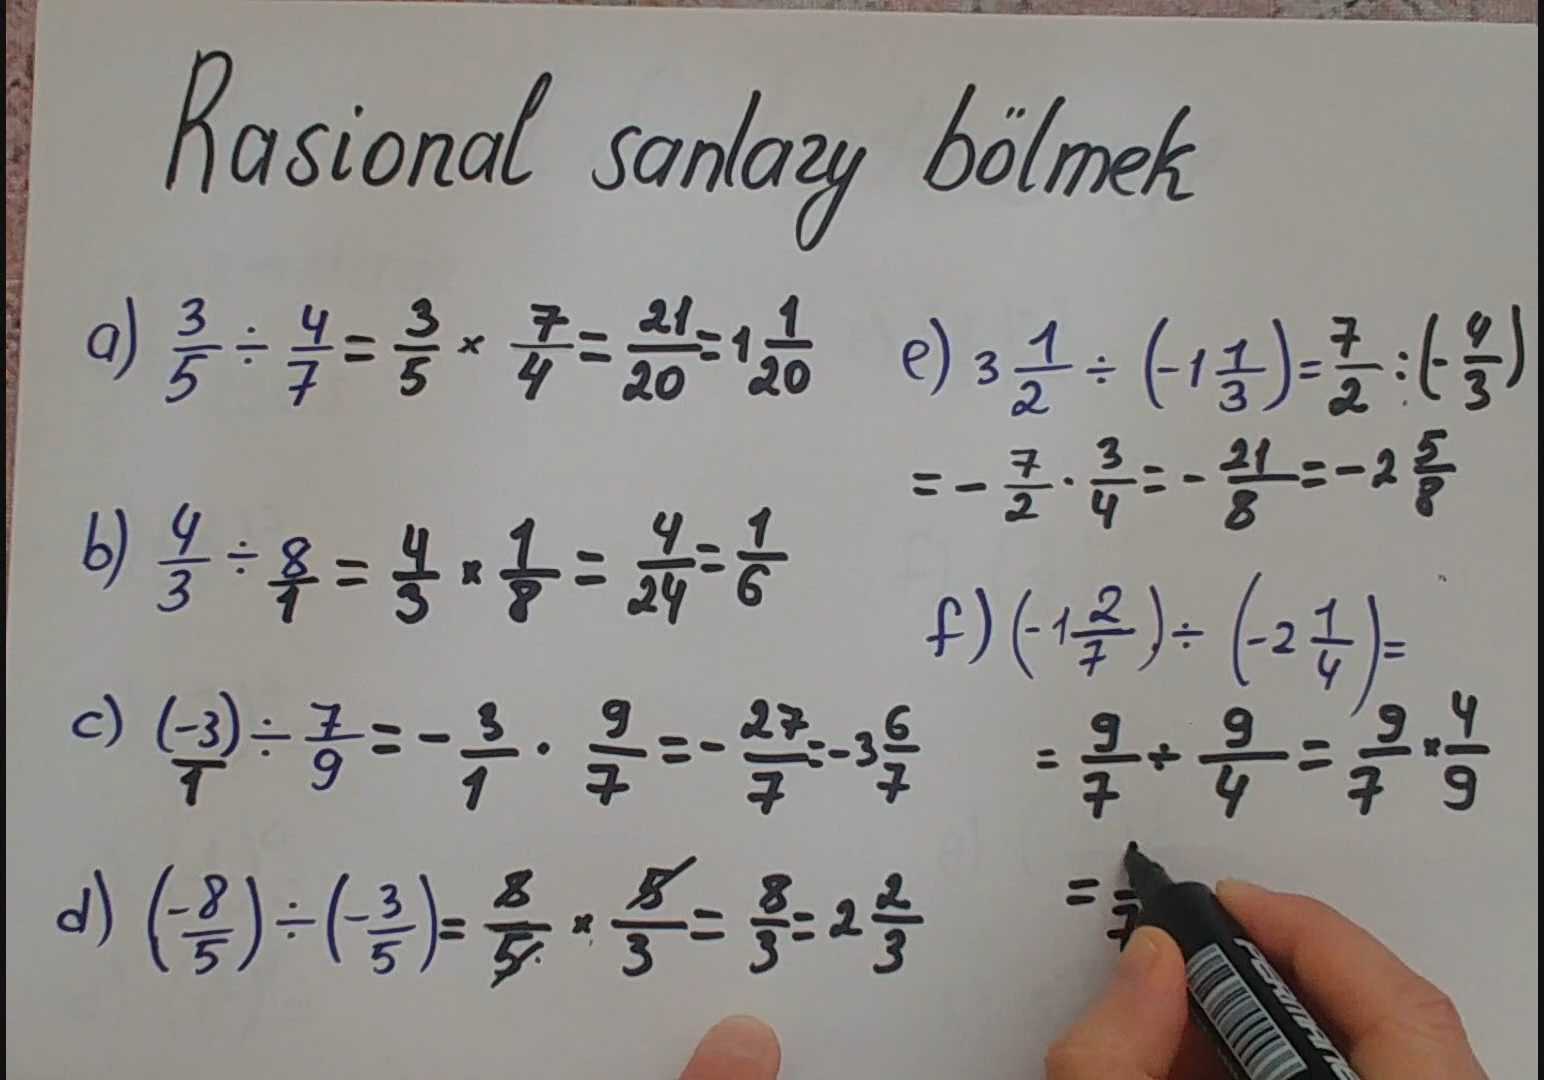 Rasional sanlary bölmek
a) 3/5 ÷ 4/7 = 3/5 × 7/4 = 21/20 = 1 1/20
b) 4/3 ÷ 8/1 = 4/3 × 1/8 = 4/24 = 1/6
c) (-3)/1 ÷ 7/9 = - 3/1 · 9/7 = - 27/7 = -3 6/7
d) (-8/5) ÷ (-3/5) = 8/5 × 5/3 = 8/3 = 2 2/3
e) 3 1/2 ÷ (-1 1/3) = 7/2 : (-4/3)
= - 7/2 · 3/4 = - 21/8 = -2 5/8
f) (-1 2/7) ÷ (-2 1/4) =
= 9/7 ÷ 9/4 = 9/7 × 4/9
= /7